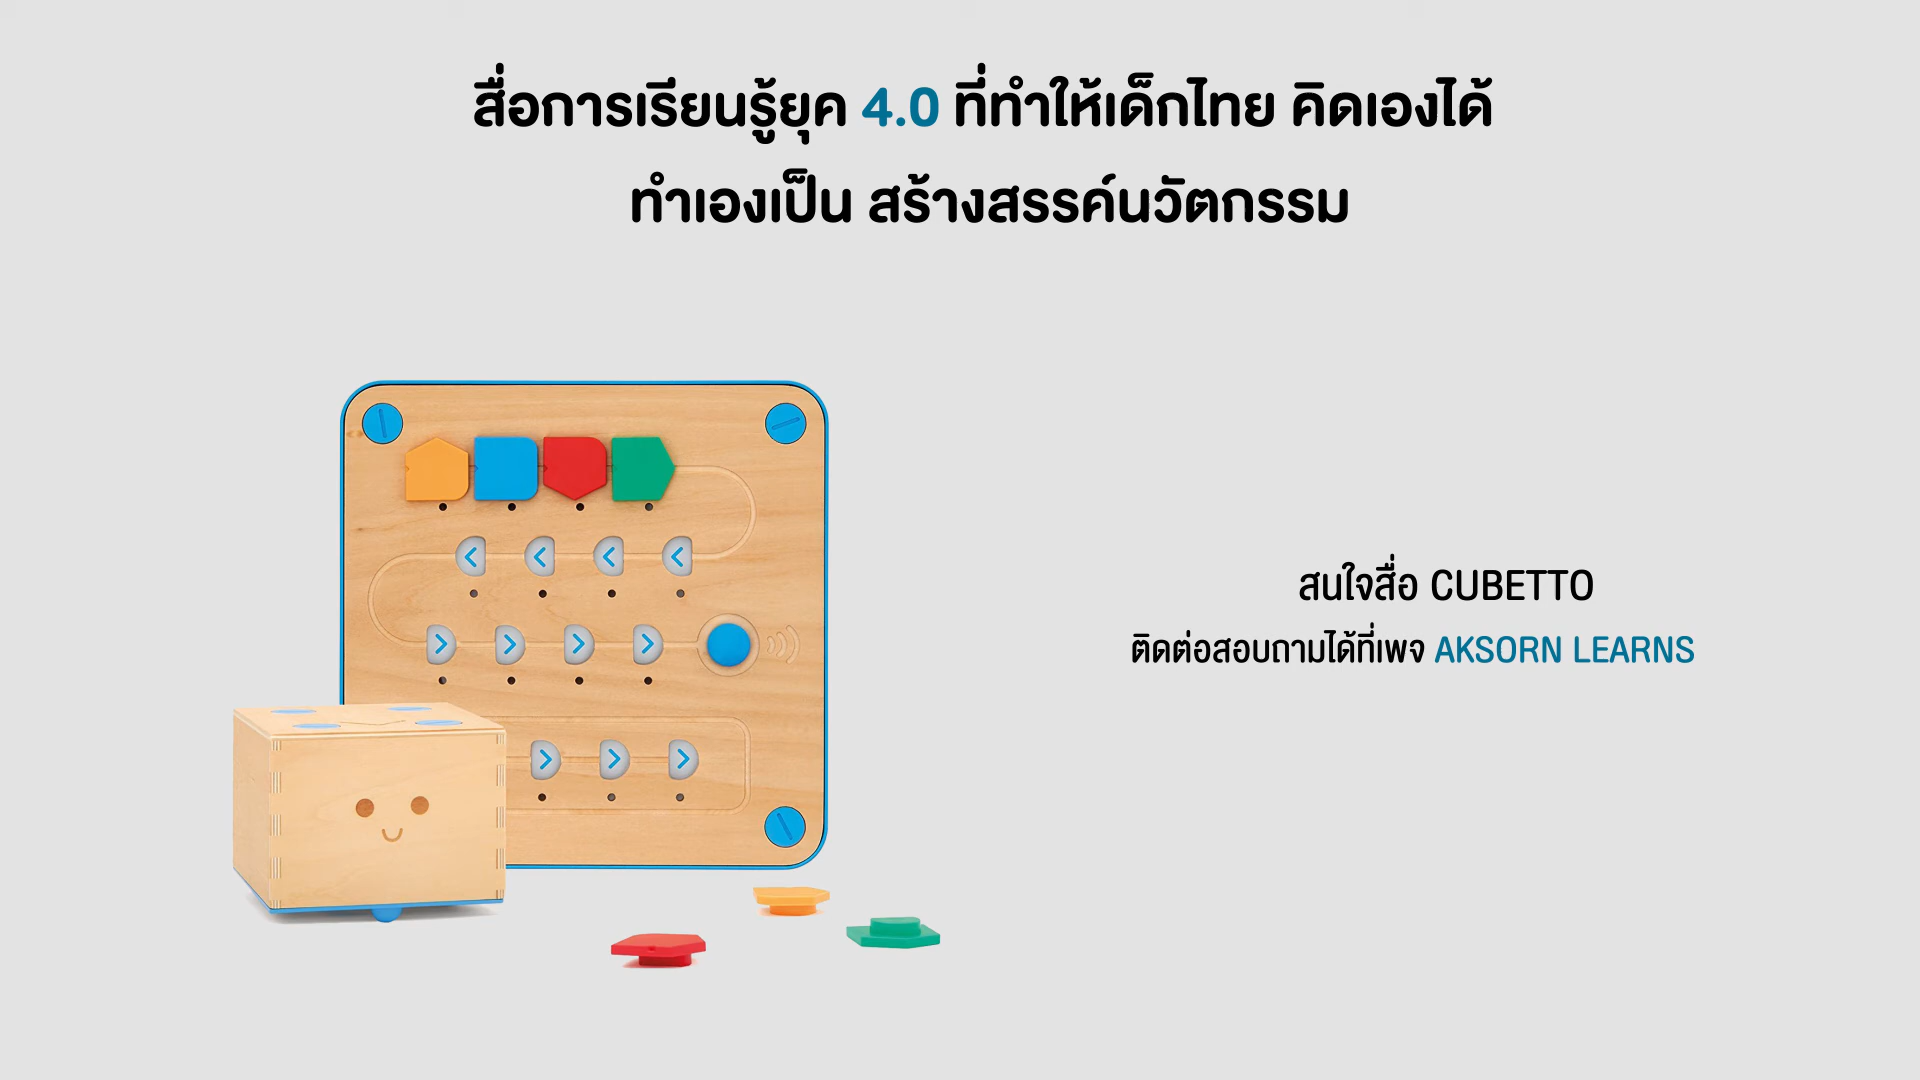 สื่อการเรียนรู้ยุค 4.0 ที่ทำให้เด็กไทย คิดเองได้
ทำเองเป็น สร้างสรรค์นวัตกรรม
สนใจสื่อ CUBETTO
ติดต่อสอบถามได้ที่เพจ AKSORN LEARNS